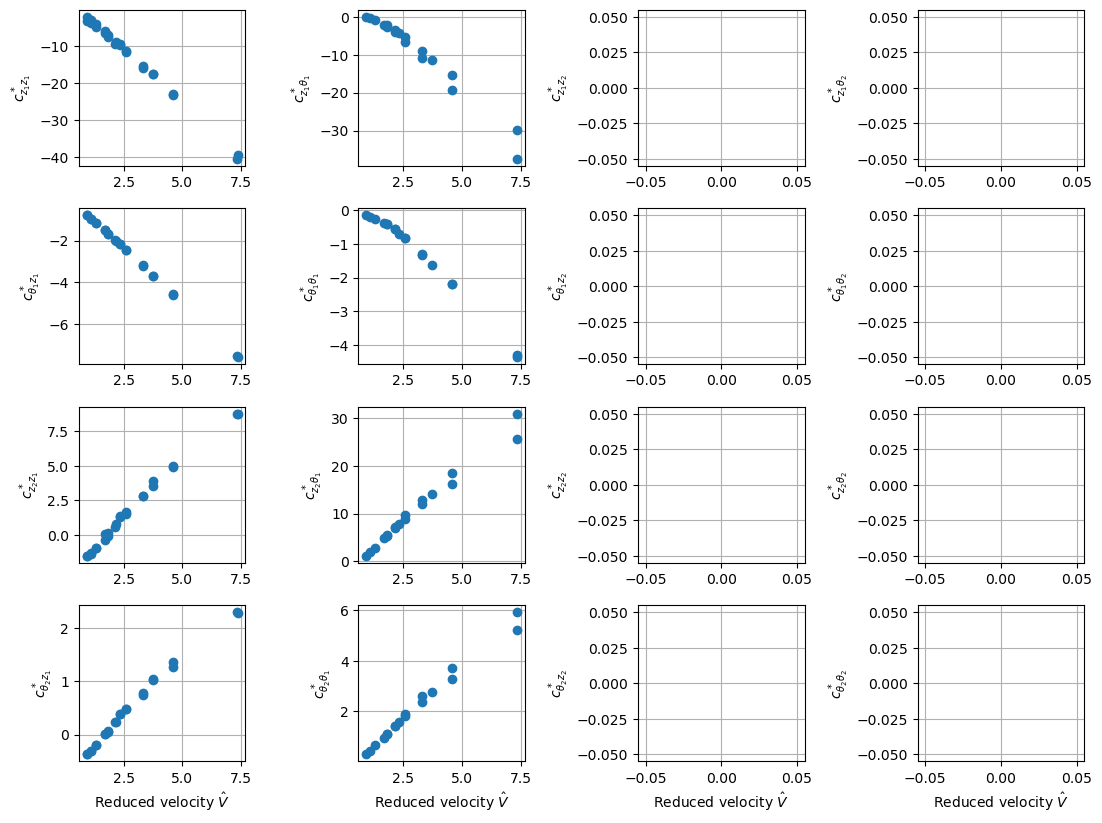 c*z₁z₁
−10
−20
−30
−40
2.5 5.0 7.5
c*z₁θ₁
0
−10
−20
−30
2.5 5.0 7.5
c*z₁z₂
0.050
0.025
0.000
−0.025
−0.050
−0.05 0.00 0.05
c*z₁θ₂
0.050
0.025
0.000
−0.025
−0.050
−0.05 0.00 0.05
c*θ₁z₁
−2
−4
−6
2.5 5.0 7.5
c*θ₁θ₁
0
−1
−2
−3
−4
2.5 5.0 7.5
c*θ₁z₂
0.050
0.025
0.000
−0.025
−0.050
−0.05 0.00 0.05
c*θ₁θ₂
0.050
0.025
0.000
−0.025
−0.050
−0.05 0.00 0.05
c*z₂z₁
7.5
5.0
2.5
0.0
2.5 5.0 7.5
c*z₂θ₁
30
20
10
0
2.5 5.0 7.5
c*z₂z₂
0.050
0.025
0.000
−0.025
−0.050
−0.05 0.00 0.05
c*z₂θ₂
0.050
0.025
0.000
−0.025
−0.050
−0.05 0.00 0.05
c*θ₂z₁
2
1
0
2.5 5.0 7.5
Reduced velocity V̂
c*θ₂θ₁
6
4
2
2.5 5.0 7.5
Reduced velocity V̂
c*θ₂z₂
0.050
0.025
0.000
−0.025
−0.050
−0.05 0.00 0.05
Reduced velocity V̂
c*θ₂θ₂
0.050
0.025
0.000
−0.025
−0.050
−0.05 0.00 0.05
Reduced velocity V̂